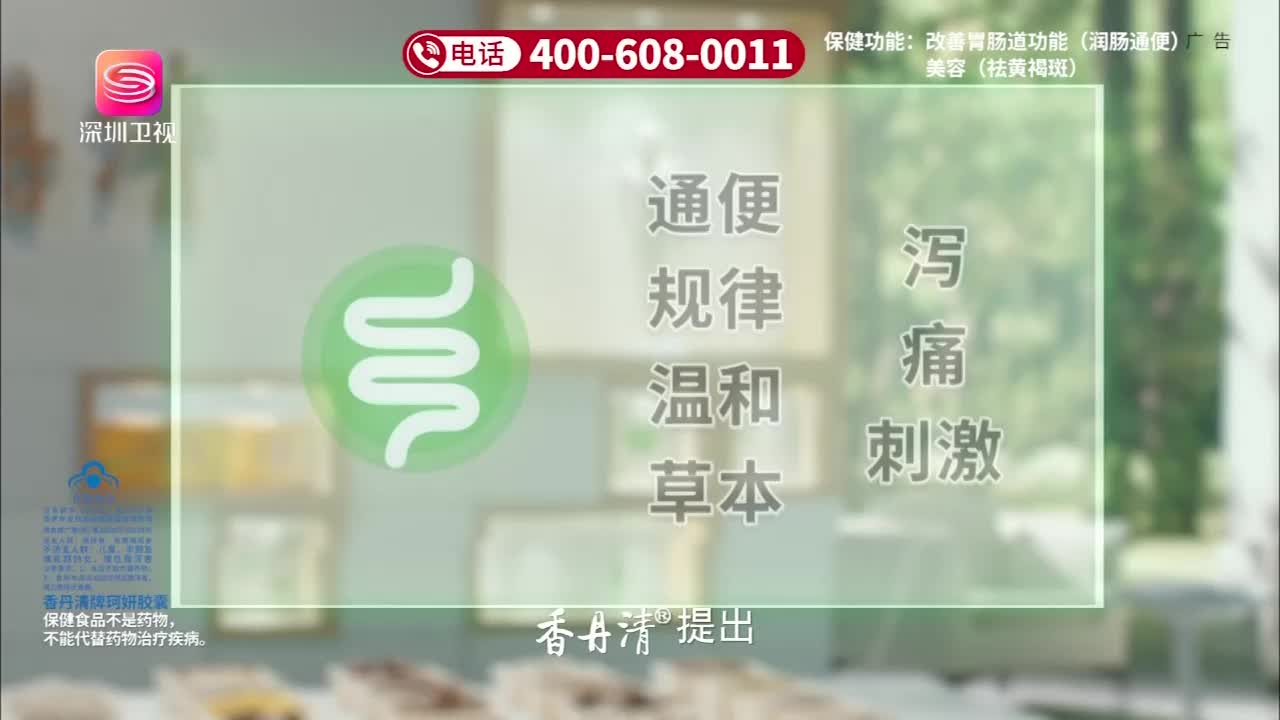 电话 400-608-0011
保健功能：改善胃肠道功能（润肠通便）
美容（祛黄褐斑）
广告
深圳卫视
通便
规律
温和
草本
泻
痛
刺激
香丹清牌珂妍胶囊
保健食品不是药物，
不能代替药物治疗疾病。
香丹清®提出